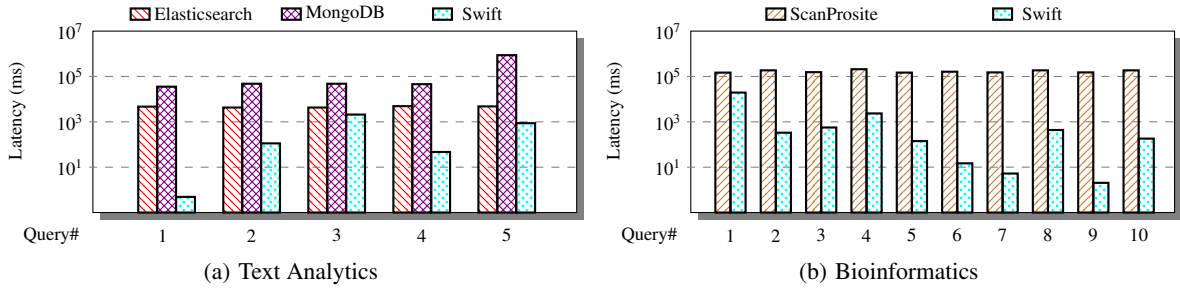 Elasticsearch MongoDB Swift
Latency (ms)
10^7
10^5
10^3
10^1
Query# 1 2 3 4 5
(a) Text Analytics
ScanProsite Swift
Latency (ms)
10^7
10^5
10^3
10^1
Query# 1 2 3 4 5 6 7 8 9 10
(b) Bioinformatics